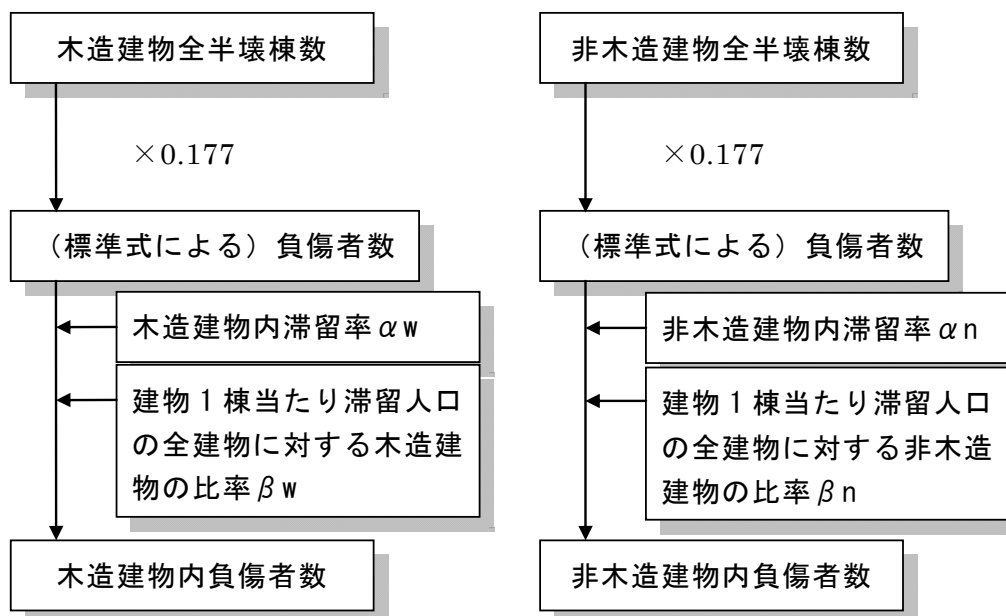 木造建物全半壊棟数
×0.177
(標準式による) 負傷者数
木造建物内滞留率αw
建物1棟当たり滞留人口
の全建物に対する木造建
物の比率βw
木造建物内負傷者数
非木造建物全半壊棟数
×0.177
(標準式による) 負傷者数
非木造建物内滞留率αn
建物1棟当たり滞留人口
の全建物に対する非木造
建物の比率βn
非木造建物内負傷者数